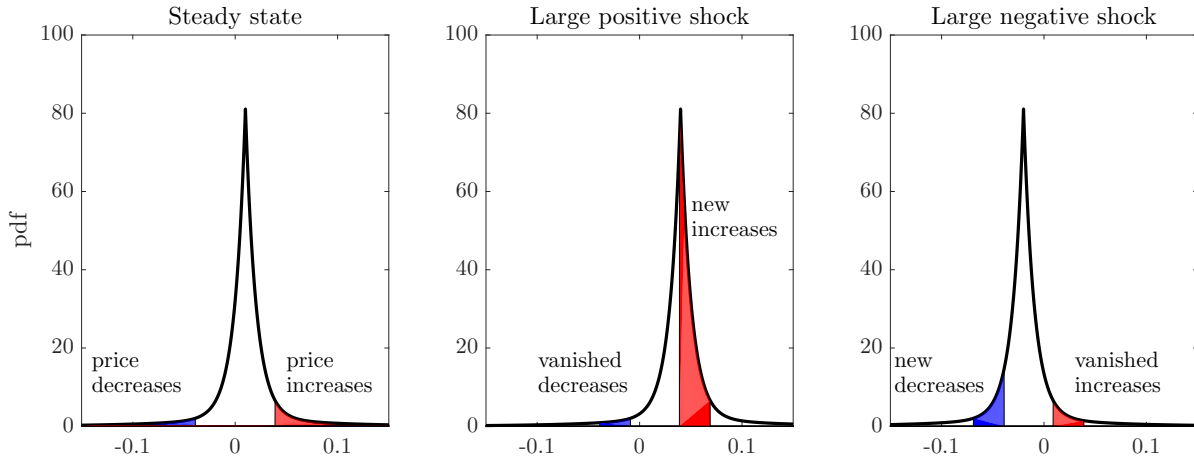 Steady state
Large positive shock
Large negative shock
pdf
100
80
60
40
20
0
-0.1
0
0.1
price
decreases
price
increases
100
80
60
40
20
0
-0.1
0
0.1
vanished
decreases
new
increases
100
80
60
40
20
0
-0.1
0
0.1
new
decreases
vanished
increases